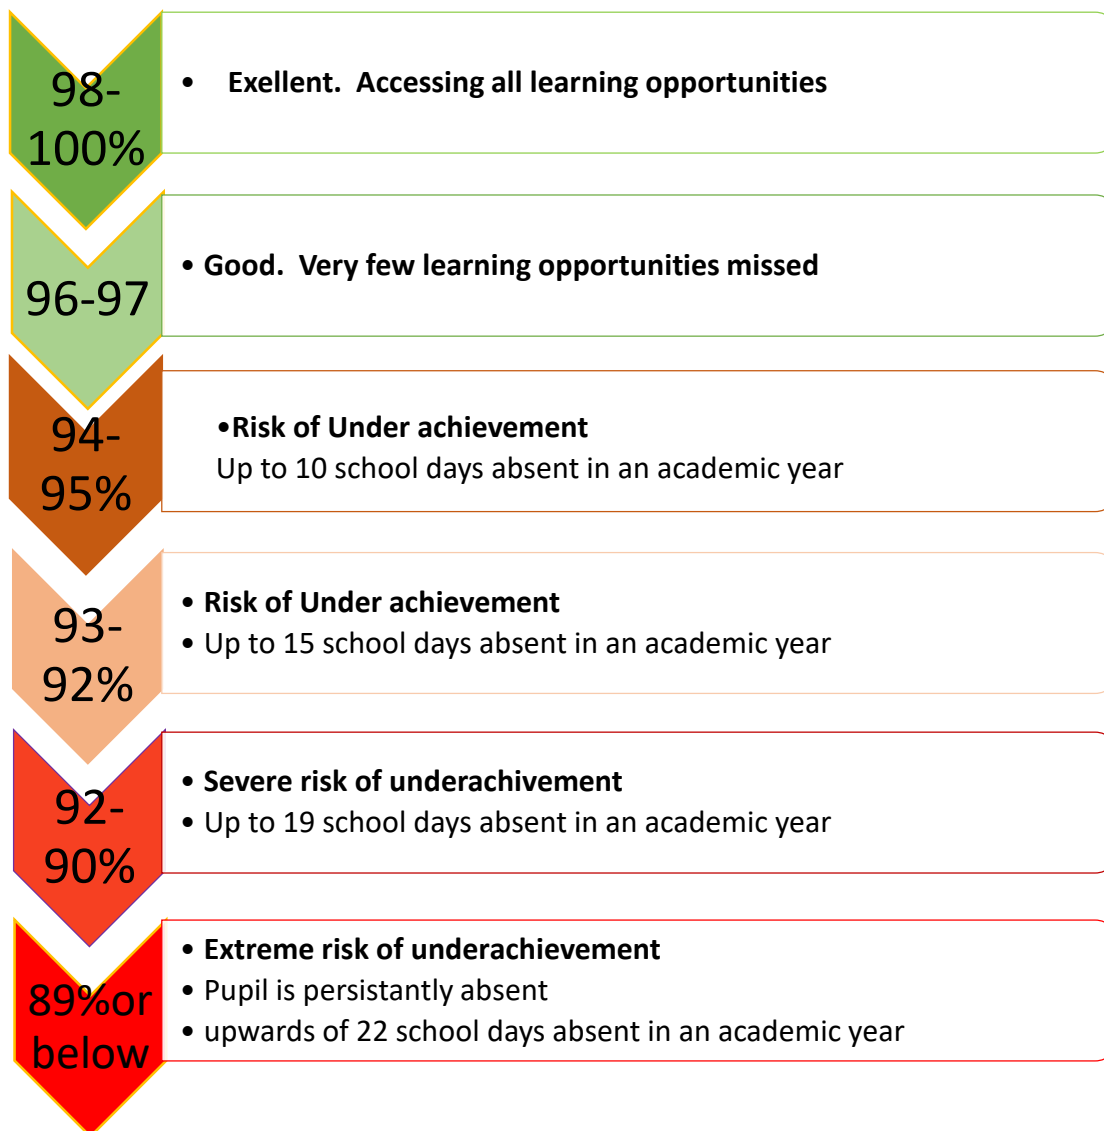 98-
100%
• Exellent. Accessing all learning opportunities
96-97
• Good. Very few learning opportunities missed
94-
95%
•Risk of Under achievement
Up to 10 school days absent in an academic year
93-
92%
• Risk of Under achievement
• Up to 15 school days absent in an academic year
92-
90%
• Severe risk of underachivement
• Up to 19 school days absent in an academic year
89%or
below
• Extreme risk of underachievement
• Pupil is persistantly absent
• upwards of 22 school days absent in an academic year